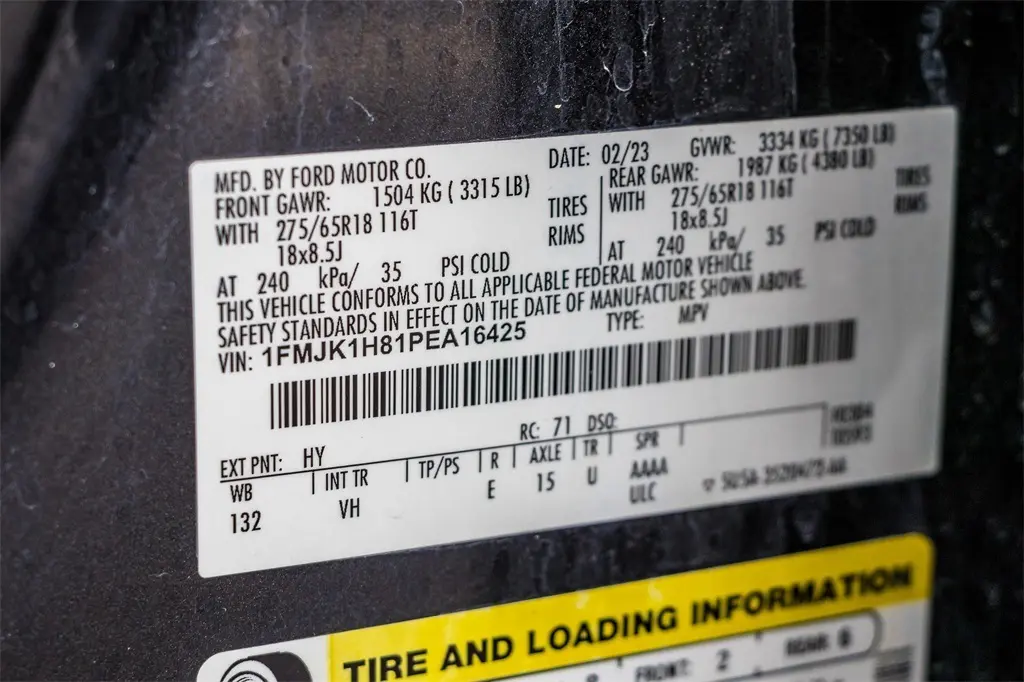 MFD. BY FORD MOTOR CO. DATE: 02/23 GVWR: 3334 KG ( 7350 LB)
FRONT GAWR: 1504 KG ( 3315 LB) REAR GAWR: 1987 KG ( 4380 LB)
WITH 275/65R18 116T TIRES WITH 275/65R18 116T TIRES
18x8.5J RIMS 18x8.5J RIMS
AT 240 kPa/ 35 PSI COLD AT 240 kPa/ 35 PSI COLD
THIS VEHICLE CONFORMS TO ALL APPLICABLE FEDERAL MOTOR VEHICLE
SAFETY STANDARDS IN EFFECT ON THE DATE OF MANUFACTURE SHOWN ABOVE.
VIN: 1FMJK1H81PEA16425 TYPE: MPV
EXT PNT: HY RC: 71 DSO:
WB INT TR TP/PS R AXLE TR SPR
132 VH E 15 U AAAA
ULC
TIRE AND LOADING INFORMATION
FRONT: 2 REAR: 6